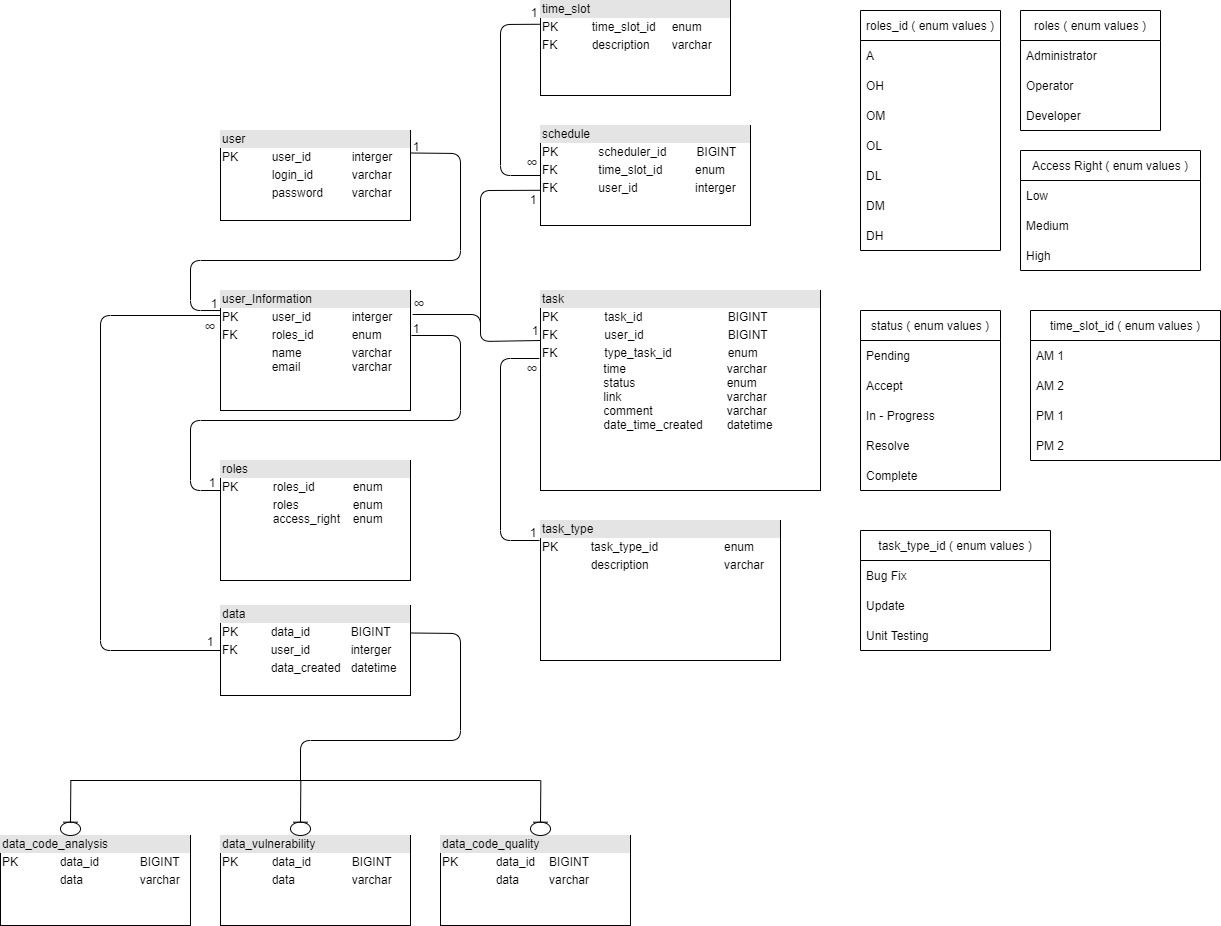 time_slot
PK time_slot_id enum
FK description varchar
1
schedule
PK scheduler_id BIGINT
FK time_slot_id enum
FK user_id interger
∞
1
user
PK user_id interger
login_id varchar
password varchar
1
user_Information
PK user_id interger
FK roles_id enum
name varchar
email varchar
1
∞
∞
1
task
PK task_id BIGINT
FK user_id BIGINT
FK type_task_id enum
time varchar
status enum
link varchar
comment varchar
date_time_created datetime
1
∞
roles
PK roles_id enum
roles enum
access_right enum
1
task_type
PK task_type_id enum
description varchar
1
data
PK data_id BIGINT
FK user_id interger
data_created datetime
1
data_code_analysis
PK data_id BIGINT
data varchar
data_vulnerability
PK data_id BIGINT
data varchar
data_code_quality
PK data_id BIGINT
data varchar
roles_id ( enum values )
A
OH
OM
OL
DL
DM
DH
roles ( enum values )
Administrator
Operator
Developer
Access Right ( enum values )
Low
Medium
High
status ( enum values )
Pending
Accept
In - Progress
Resolve
Complete
time_slot_id ( enum values )
AM 1
AM 2
PM 1
PM 2
task_type_id ( enum values )
Bug Fix
Update
Unit Testing